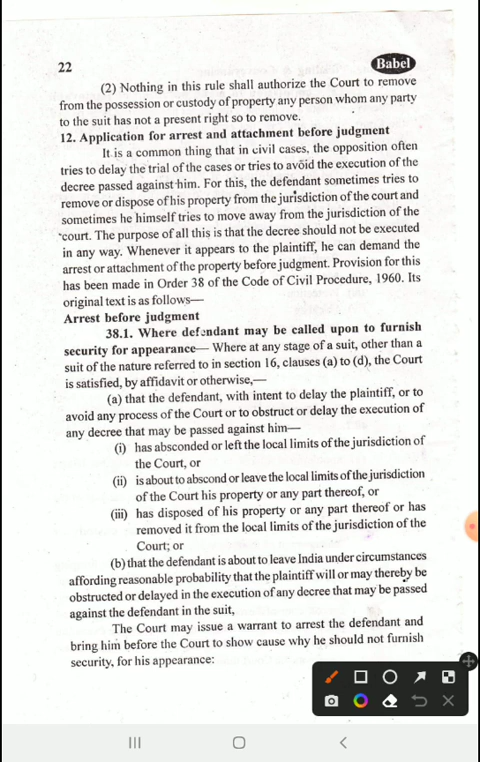 22
Babel
(2) Nothing in this rule shall authorize the Court to remove
from the possession or custody of property any person whom any party
to the suit has not a present right so to remove.
12. Application for arrest and attachment before judgment
It is a common thing that in civil cases, the opposition often
tries to delay the trial of the cases or tries to avoid the execution of the
decree passed against him. For this, the defendant sometimes tries to
remove or dispose of his property from the jurisdiction of the court and
sometimes he himself tries to move away from the jurisdiction of the
court. The purpose of all this is that the decree should not be executed
in any way. Whenever it appears to the plaintiff, he can demand the
arrest or attachment of the property before judgment. Provision for this
has been made in Order 38 of the Code of Civil Procedure, 1960. Its
original text is as follows—
Arrest before judgment
38.1. Where defendant may be called upon to furnish
security for appearance— Where at any stage of a suit, other than a
suit of the nature referred to in section 16, clauses (a) to (d), the Court
is satisfied, by affidavit or otherwise,—
(a) that the defendant, with intent to delay the plaintiff, or to
avoid any process of the Court or to obstruct or delay the execution of
any decree that may be passed against him—
(i) has absconded or left the local limits of the jurisdiction of
the Court, or
(ii) is about to abscond or leave the local limits of the jurisdiction
of the Court his property or any part thereof, or
(iii) has disposed of his property or any part thereof or has
removed it from the local limits of the jurisdiction of the
Court; or
(b) that the defendant is about to leave India under circumstances
affording reasonable probability that the plaintiff will or may thereby be
obstructed or delayed in the execution of any decree that may be passed
against the defendant in the suit,
The Court may issue a warrant to arrest the defendant and
bring him before the Court to show cause why he should not furnish
security, for his appearance: